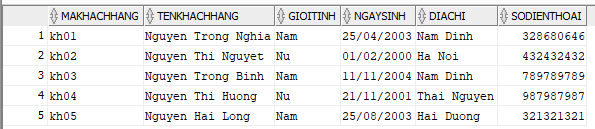 MAKHACHHANG TENKHACHHANG GIOITINH NGAYSINH DIACHI SODIENTHOAI
1 kh01 Nguyen Trong Nghia Nam 25/04/2003 Nam Dinh 328680646
2 kh02 Nguyen Thi Nguyet Nu 01/02/2000 Ha Noi 432432432
3 kh03 Nguyen Trong Binh Nam 11/11/2004 Nam Dinh 789789789
4 kh04 Nguyen Thi Huong Nu 21/11/2001 Thai Nguyen 987987987
5 kh05 Nguyen Hai Long Nam 25/08/2003 Hai Duong 321321321